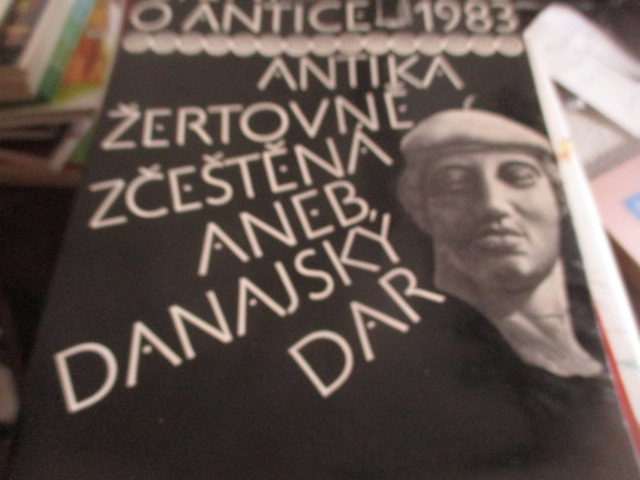 O ANTICE 1983
ANTIKA
ŽERTOVNĚ
ZČEŠTĚNÁ
ANEB,
DANAJSKÝ
DAR